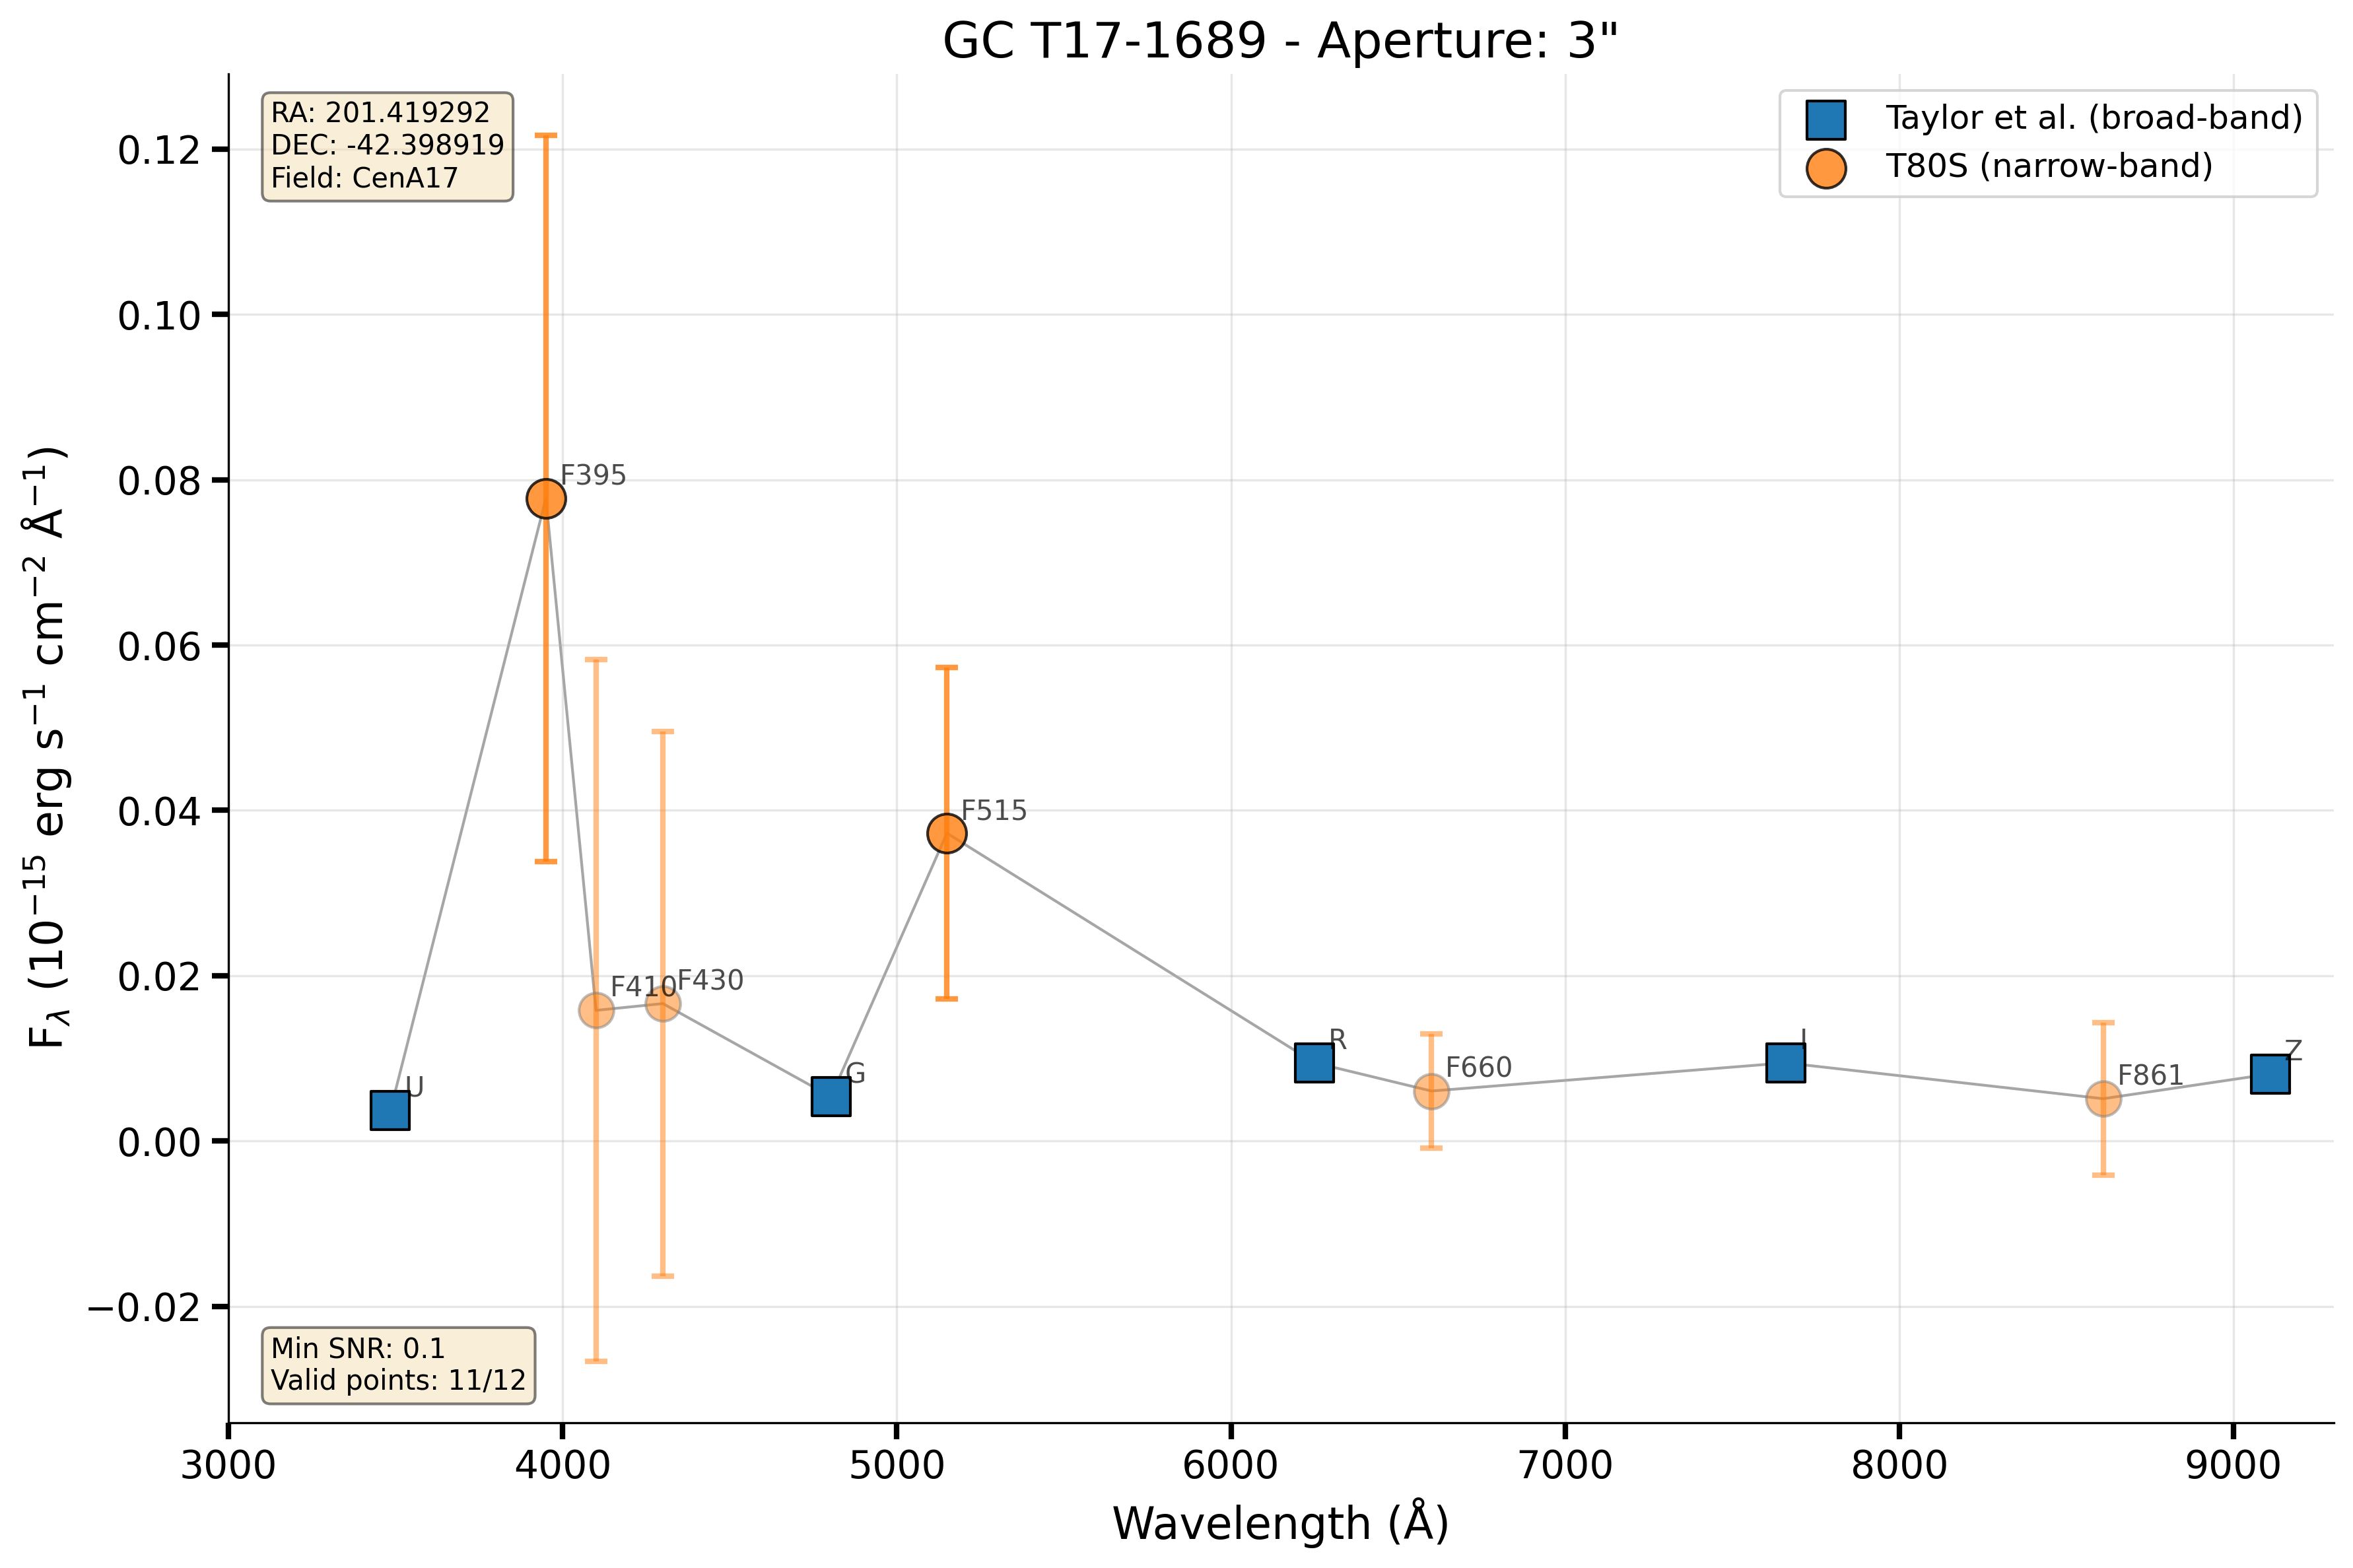 GC T17-1689 - Aperture: 3"
RA: 201.419292
DEC: -42.398919
Field: CenA17
Taylor et al. (broad-band)
T80S (narrow-band)
0.12
0.10
0.08
0.06
0.04
0.02
0.00
−0.02
F_λ (10⁻¹⁵ erg s⁻¹ cm⁻² Å⁻¹)
F395
F515
F410
F430
U
G
R
F660
I
F861
Z
Min SNR: 0.1
Valid points: 11/12
3000
4000
5000
6000
7000
8000
9000
Wavelength (Å)